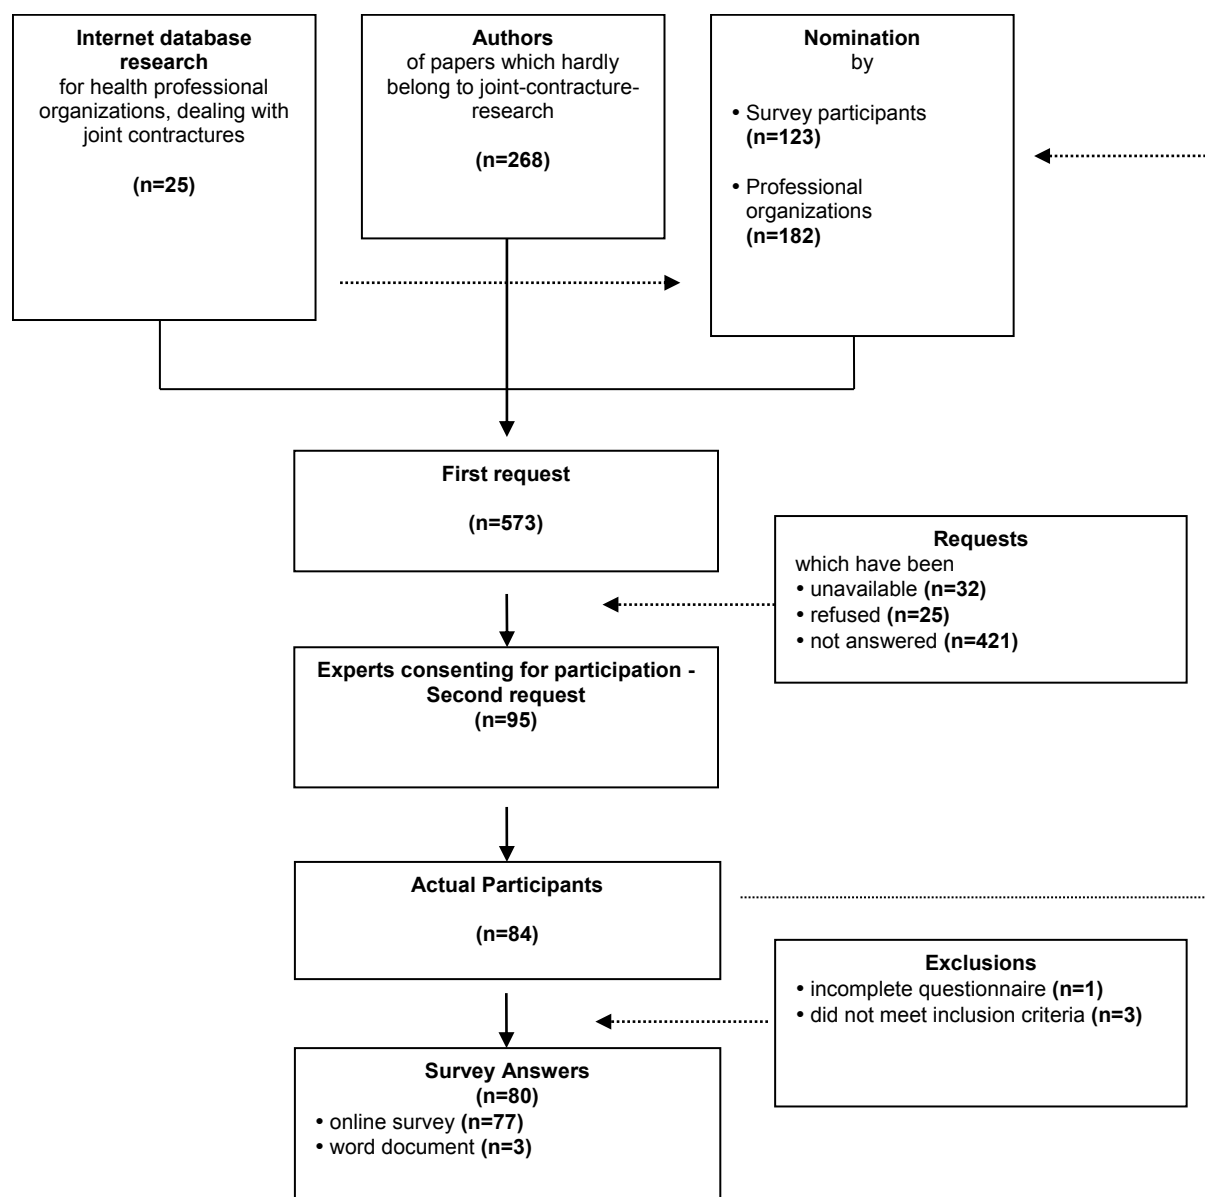 Internet database
research
for health professional
organizations, dealing with
joint contractures
(n=25)
Authors
of papers which hardly
belong to joint-contracture-
research
(n=268)
Nomination
by
• Survey participants
(n=123)
• Professional
organizations
(n=182)
First request
(n=573)
Requests
which have been
• unavailable (n=32)
• refused (n=25)
• not answered (n=421)
Experts consenting for participation -
Second request
(n=95)
Actual Participants
(n=84)
Exclusions
• incomplete questionnaire (n=1)
• did not meet inclusion criteria (n=3)
Survey Answers
(n=80)
• online survey (n=77)
• word document (n=3)